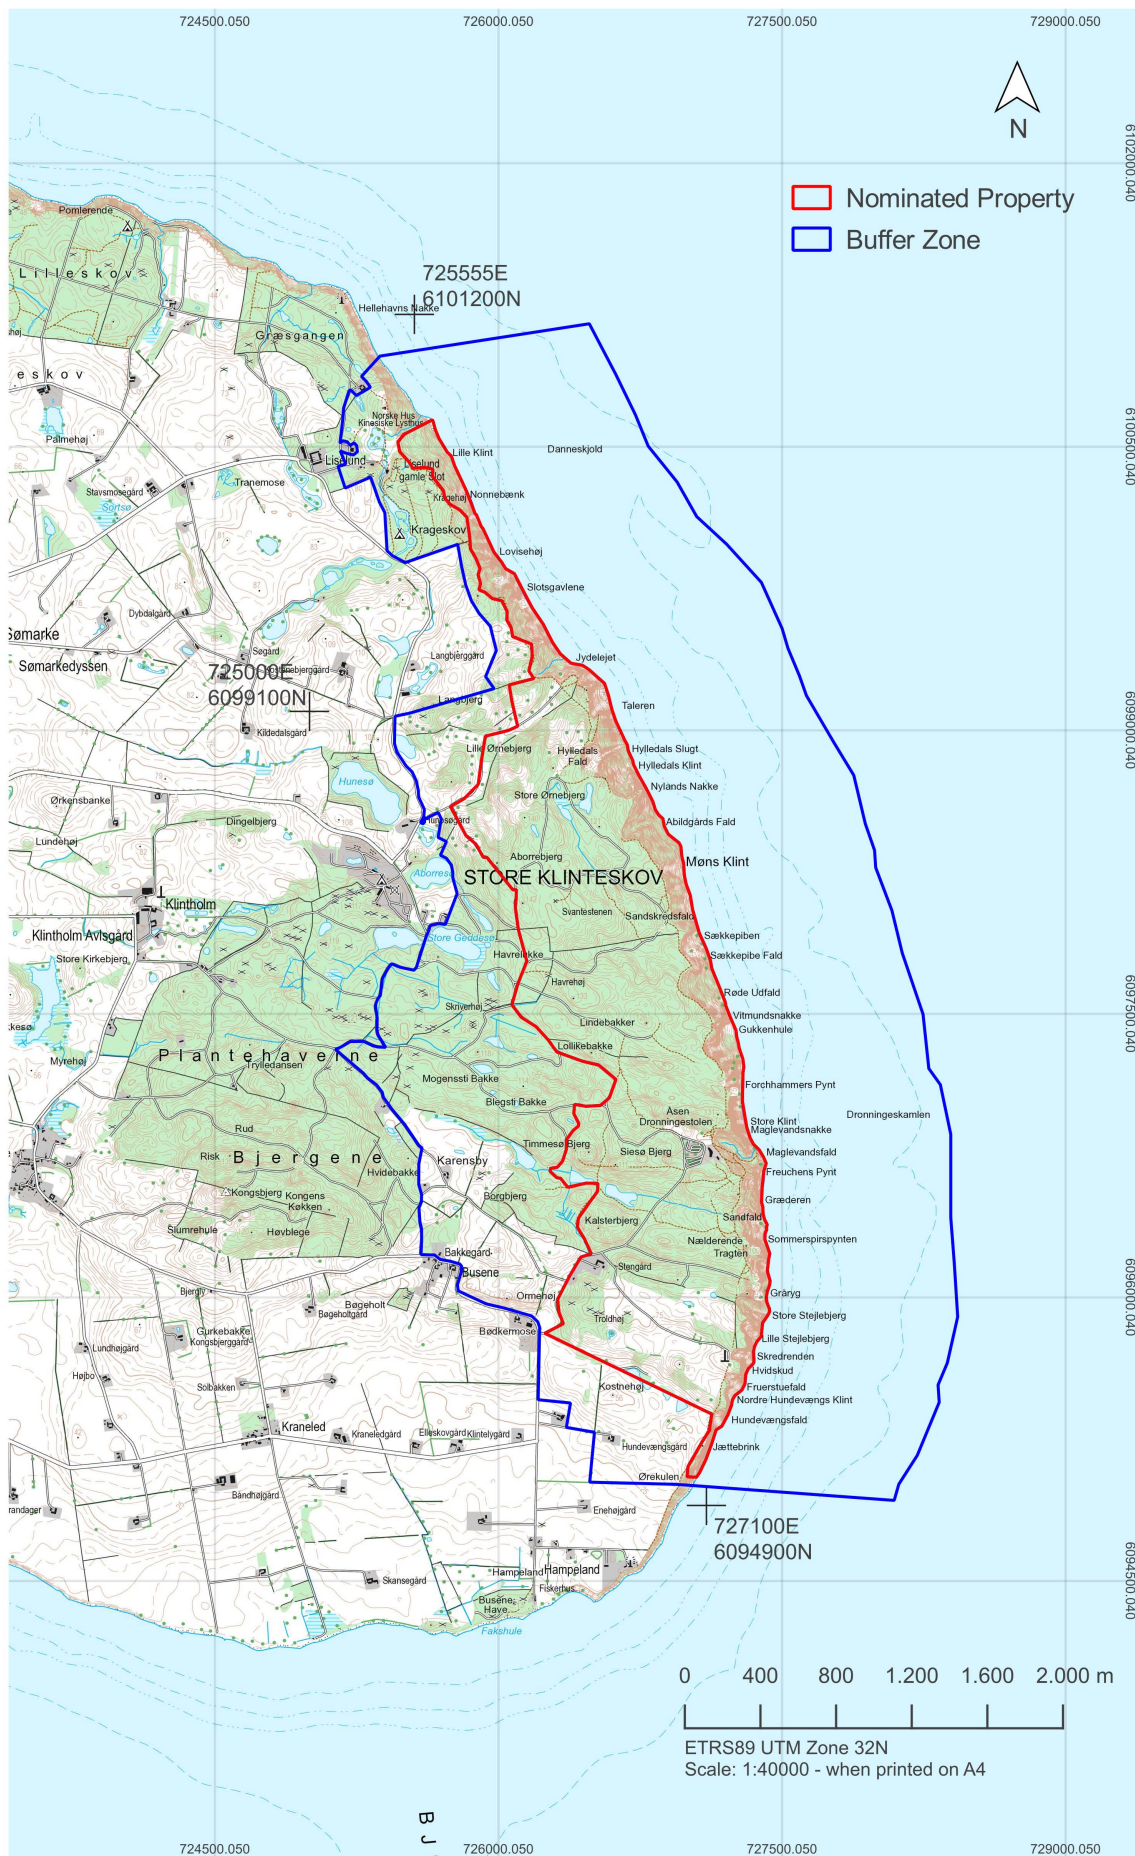 724500.050
726000.050
727500.050
729000.050
N
6102000.040
Nominated Property
Buffer Zone
Pomlerende
Lilleskov
725555E
6101200N
Hellehavns Nakke
Græsgangen
høj
eskov
Palmehøj
Norske Hus
Kinesiske Lysthus
Danneskjold
6100500.040
Lille Klint
Liselund
Liselund
gamle Slot
Tranemose
Stavsmosegård
Sortsø
Krågehøj
Nonnebænk
Krageskov
Lovisehøj
Slotsgavlene
Dybdalgård
Sømarke
Søgård
Langbjerggård
Jydelejet
Sømarkedyssen
725000E
6099100N
Langbjerg
Taleren
Kildedalsgård
6099000.040
Lille Ørnebjerg
Hylledals
Fald
Hylledals Slugt
Hylledals Klint
Hunesø
Nylands Nakke
Store Ørnebjerg
Ørkensbanke
Dingelbjerg
Hunosøgård
Abildgårds Fald
Lundehøj
Aborrebjerg
Møns Klint
Aborresø
STORE KLINTESKOV
Klintholm
Svantestenen
Sandskredsfald
Klintholm Avlsgård
Store Geddesø
Sækkepiben
Store Kirkebjerg
Havrelukke
Sækkepibe Fald
Havrehøj
Røde Udfald
Skriverhøj
6097500.040
kesø
Lindebakker
Vitmundsnakke
Gukkenhule
Lollikebakke
Plantehaverne
Myrehøj
Trylledansen
Mogenssti Bakke
Forchhammers Pynt
Blegsti Bakke
Åsen
Dronningestolen
Dronningeskamlen
Store Klint
Maglevandsnakke
Rud
Timmesø Bjerg
Siesø Bjerg
Maglevandsfald
Risk
Bjergene
Karensby
Hvidebakke
Freuchens Pynt
Kongsbjerg
Kongens
Køkken
Borgbjerg
Græderen
Slumrehule
Høvblege
Kalsterbjerg
Sandfald
Nælderende
Sommerspirspynten
Tragten
Bakkegård
Stengård
Busene
Bjergly
Ormehøj
Gråryg
6096000.040
Bøgeholt
Bøgeholtgård
Troldhøj
Store Stejlebjerg
Gurkebakke
Kongsbjerggård
Bødkermose
Lille Stejlebjerg
Lundhøjgård
Skredrenden
Højbo
Hvidskud
Solbakken
Kostnehøj
Fruerstuefald
Nordre Hundevængs Klint
Kraneled
Hundevængsfald
Kraneledgård
Elleskovgård
Klintelygård
Hundevængsgård
Jættebrink
Ørekulen
Båndhøjgård
randager
Enehøjgård
727100E
6094900N
Hampeland
Hampeland
6094500.040
Skansegård
Fiskerhus
Busene
Have
Fakshule
0 400 800 1.200 1.600 2.000 m
ETRS89 UTM Zone 32N
Scale: 1:40000 - when printed on A4
B J
724500.050
726000.050
727500.050
729000.050